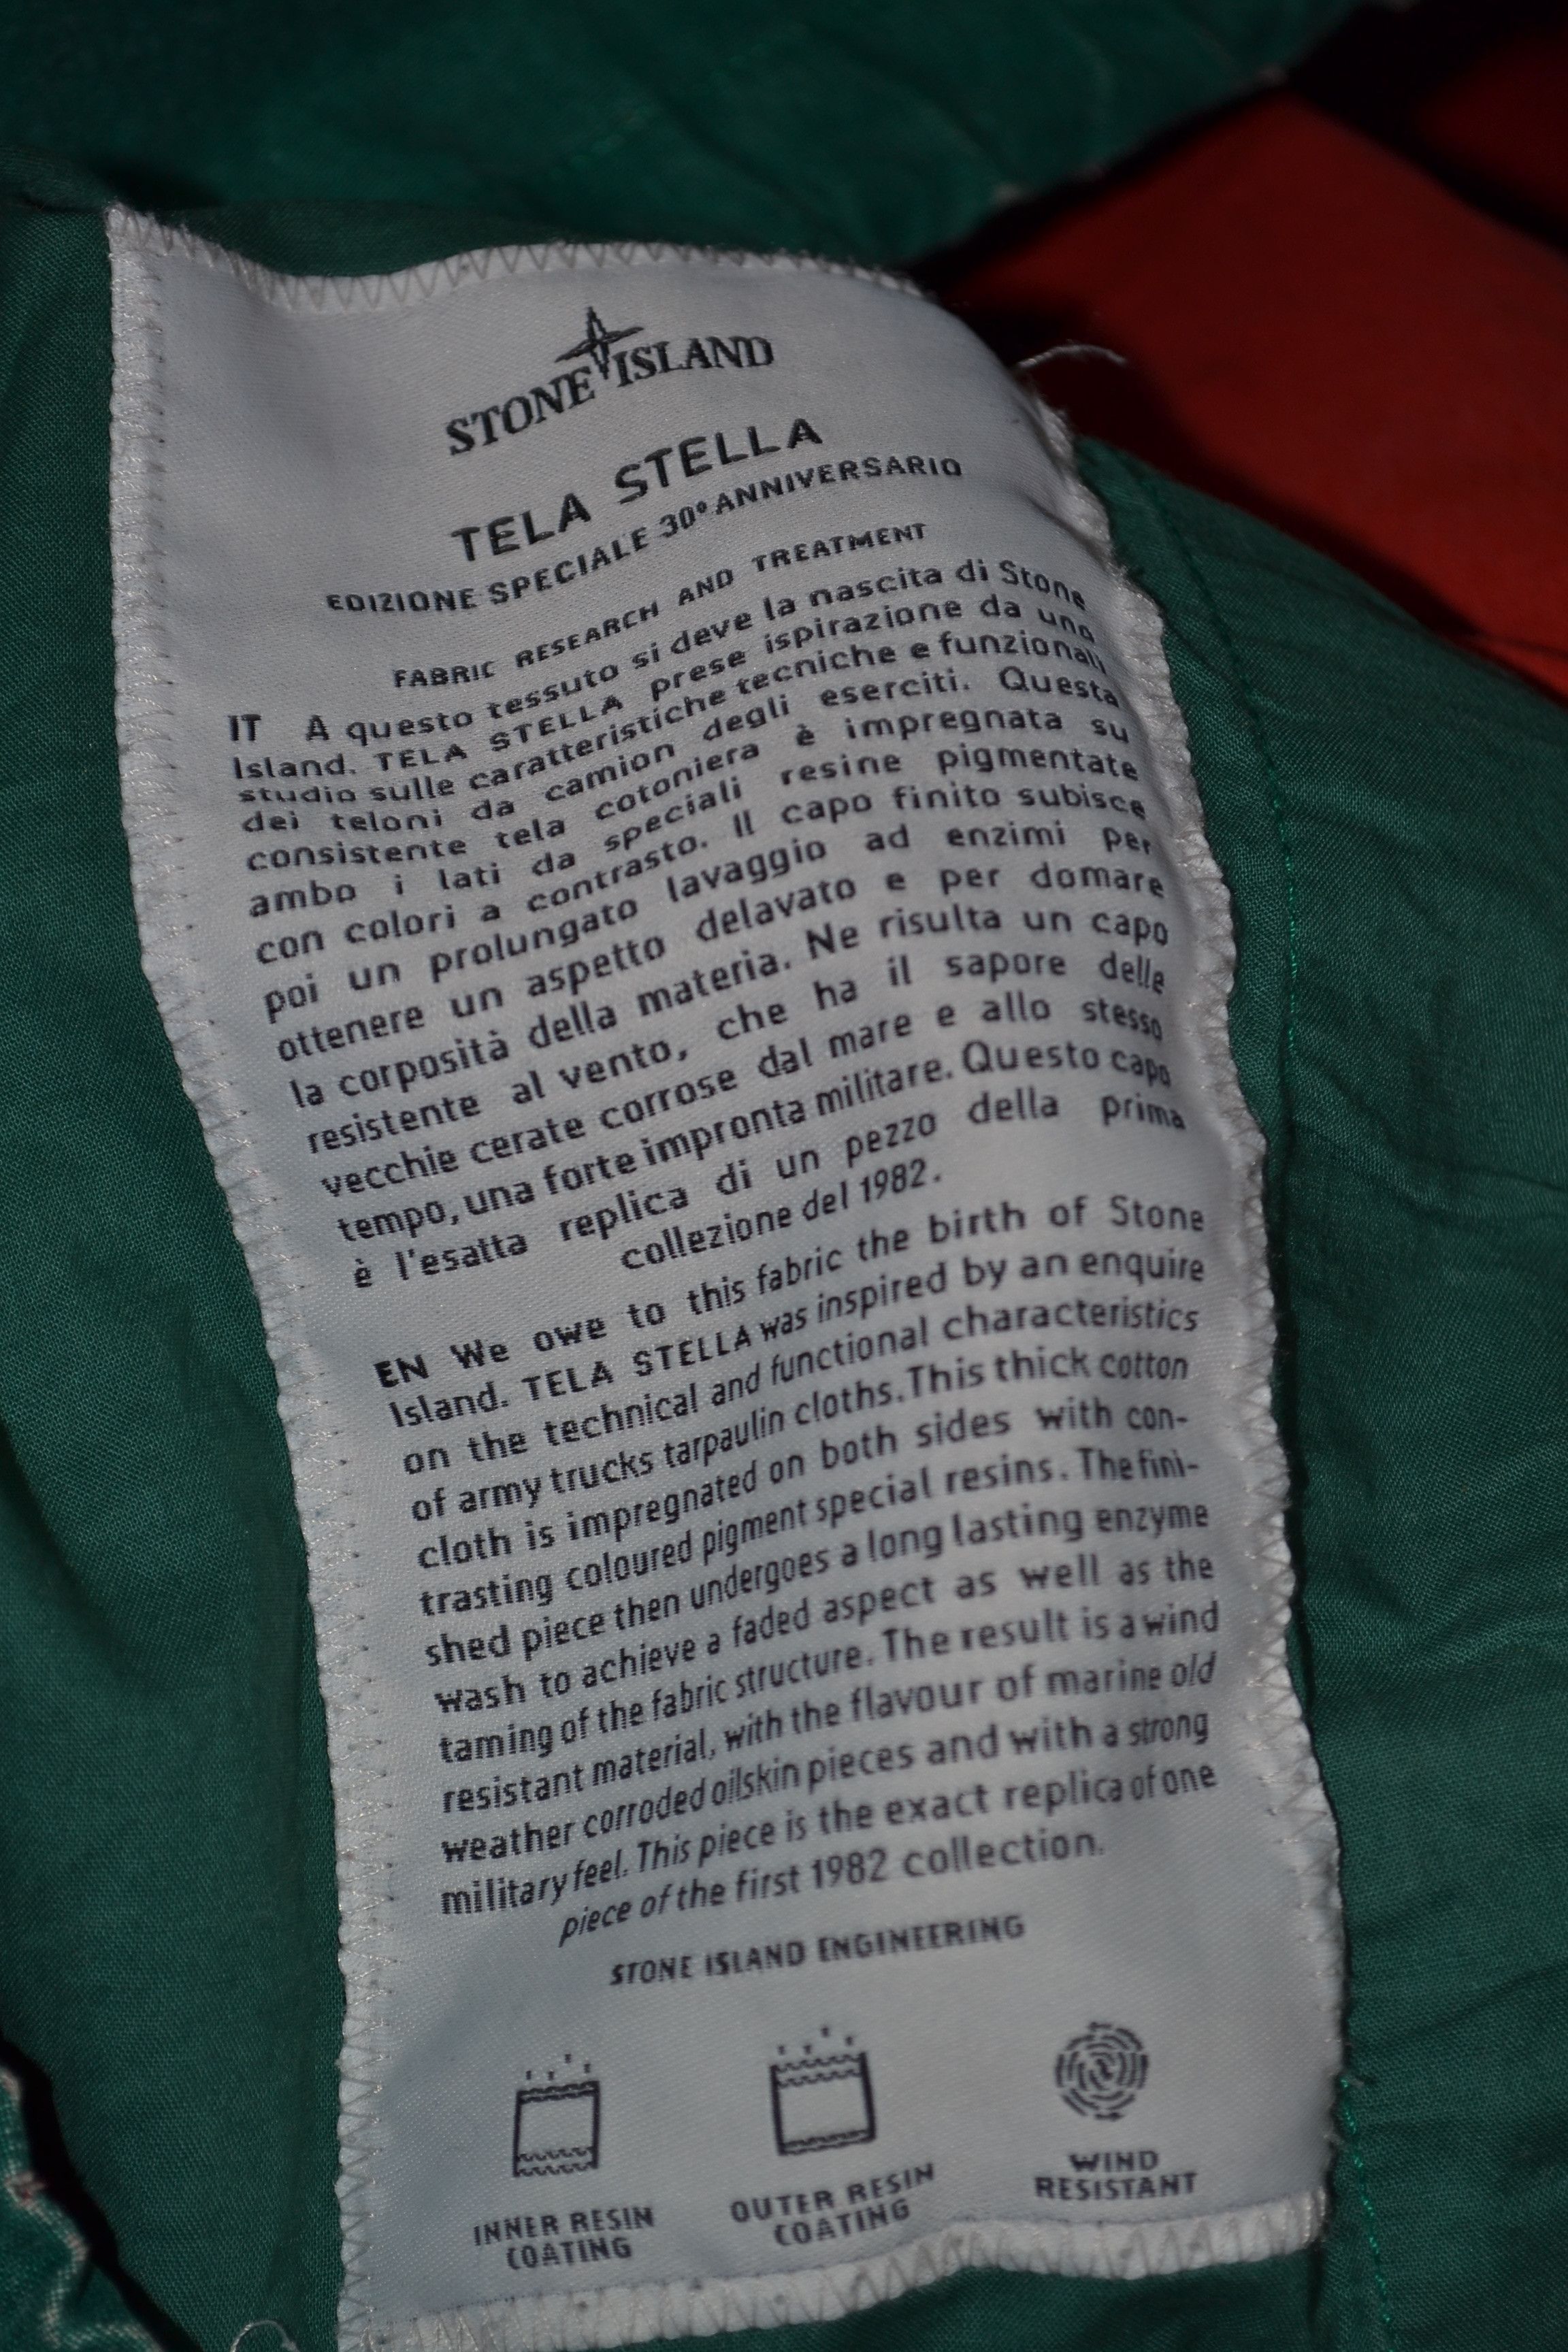 STONE ISLAND
TELA STELLA
EDIZIONE SPECIALE 30° ANNIVERSARIO
FABRIC RESEARCH AND TREATMENT
IT A questo tessuto si deve la nascita di Stone
Island. TELA STELLA prese ispirazione da uno
studio sulle caratteristiche tecniche e funzionali
dei teloni da camion degli eserciti. Questa
consistente tela cotoniera è impregnata su
ambo i lati da speciali resine pigmentate
con colori a contrasto. Il capo finito subisce
poi un prolungato lavaggio ad enzimi per
ottenere un aspetto delavato e per domare
la corposità della materia. Ne risulta un capo
resistente al vento, che ha il sapore delle
vecchie cerate corrose dal mare e allo stesso
tempo, una forte impronta militare. Questo capo
è l'esatta replica di un pezzo della prima
collezione del 1982.
EN We owe to this fabric the birth of Stone
Island. TELA STELLA was inspired by an enquire
on the technical and functional characteristics
of army trucks tarpaulin cloths. This thick cotton
cloth is impregnated on both sides with con-
trasting coloured pigment special resins. The fini-
shed piece then undergoes a long lasting enzyme
wash to achieve a faded aspect as well as the
taming of the fabric structure. The result is a wind
resistant material, with the flavour of marine old
weather corroded oilskin pieces and with a strong
military feel. This piece is the exact replica of one
piece of the first 1982 collection.
STONE ISLAND ENGINEERING
INNER RESIN
COATING
OUTER RESIN
COATING
WIND
RESISTANT